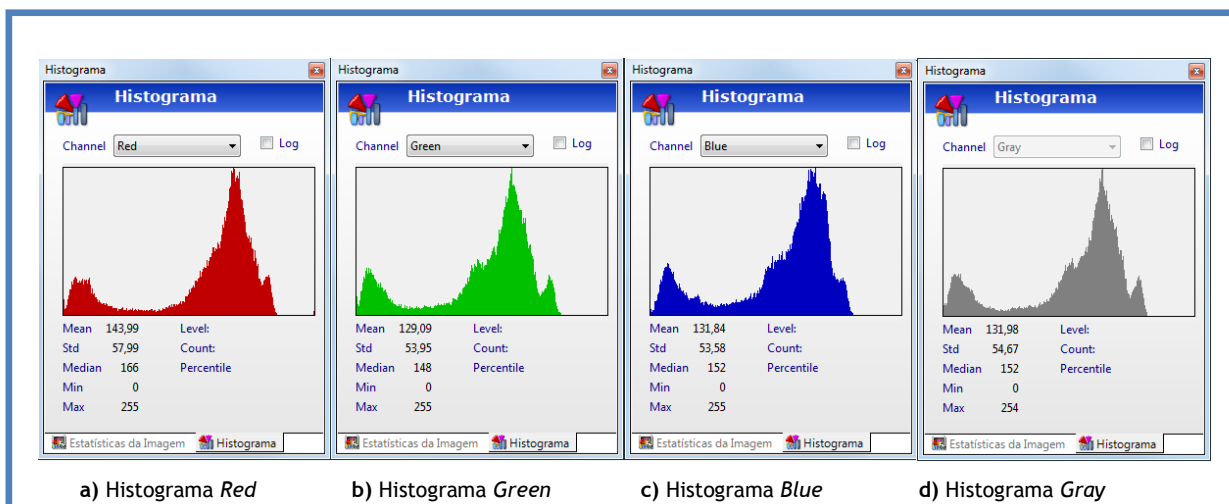 Histograma
Histograma
Channel Red Log
Mean 143,99 Level:
Std 57,99 Count:
Median 166 Percentile
Min 0
Max 255
Estatísticas da Imagem Histograma
a) Histograma Red
Histograma
Histograma
Channel Green Log
Mean 129,09 Level:
Std 53,95 Count:
Median 148 Percentile
Min 0
Max 255
Estatísticas da Imagem Histograma
b) Histograma Green
Histograma
Histograma
Channel Blue Log
Mean 131,84 Level:
Std 53,58 Count:
Median 152 Percentile
Min 0
Max 255
Estatísticas da Imagem Histograma
c) Histograma Blue
Histograma
Histograma
Channel Gray Log
Mean 131,98 Level:
Std 54,67 Count:
Median 152 Percentile
Min 0
Max 254
Estatísticas da Imagem Histograma
d) Histograma Gray